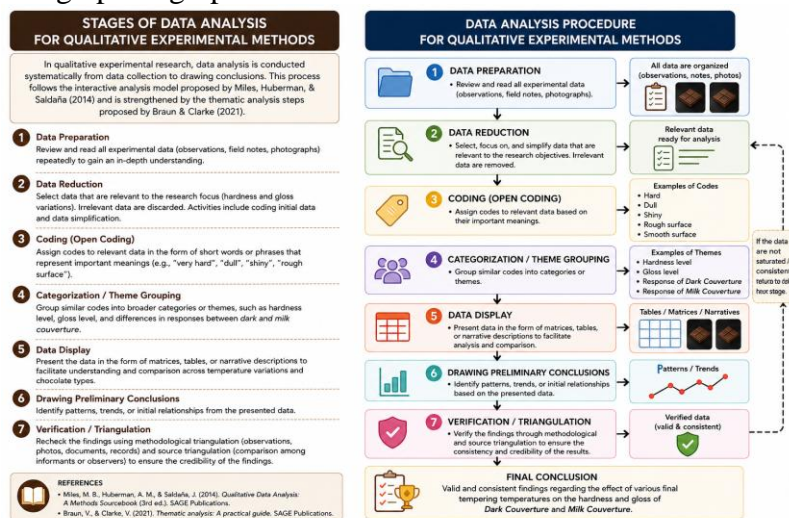 STAGES OF DATA ANALYSIS
FOR QUALITATIVE EXPERIMENTAL METHODS
In qualitative experimental research, data analysis is conducted
systematically from data collection to drawing conclusions. This process
follows the interactive analysis model proposed by Miles, Huberman, &
Saldaña (2014) and is strengthened by the thematic analysis steps
proposed by Braun & Clarke (2021).
1 Data Preparation
Review and read all experimental data (observations, field notes, photographs)
repeatedly to gain an in-depth understanding.
2 Data Reduction
Select data that are relevant to the research focus (hardness and gloss
variations). Irrelevant data are discarded. Activities include coding initial data
and data simplification.
3 Coding (Open Coding)
Assign codes to relevant data in the form of short words or phrases that
represent important meanings (e.g., "very hard", "dull", "shiny", "rough
surface").
4 Categorization / Theme Grouping
Group similar codes into broader categories or themes, such as hardness
level, gloss level, and differences in responses between dark and milk
couverture.
5 Data Display
Present the data in the form of matrices, tables, or narrative descriptions to
facilitate understanding and comparison across temperature variations and
chocolate types.
6 Drawing Preliminary Conclusions
Identify patterns, trends, or initial relationships from the presented data.
7 Verification / Triangulation
Recheck the findings using methodological triangulation (observations,
photos, documents, records) and source triangulation (comparison among
informants or observers) to ensure the credibility of the findings.
REFERENCES
• Miles, M. B., Huberman, A. M., & Saldaña, J. (2014). Qualitative Data Analysis:
A Methods Sourcebook (3rd ed.). SAGE Publications.
• Braun, V., & Clarke, V. (2021). Thematic analysis: A practical guide. SAGE Publications.
DATA ANALYSIS PROCEDURE
FOR QUALITATIVE EXPERIMENTAL METHODS
1 DATA PREPARATION
• Review and read all experimental data
(observations, field notes, photographs).
All data are organized
(observations, notes, photos)
2 DATA REDUCTION
• Select, focus on, and simplify data that are
relevant to the research objectives. Irrelevant
data are removed.
Relevant data
ready for analysis
3 CODING (OPEN CODING)
• Assign codes to relevant data based on
their important meanings.
Examples of Codes
• Hard
• Dull
• Shiny
• Rough surface
• Smooth surface
4 CATEGORIZATION / THEME GROUPING
• Group similar codes into categories or
themes.
Examples of Themes
• Hardness level
• Gloss level
• Response of Dark Couverture
• Response of Milk Couverture
If the data
are not
saturated /
consistent
5 DATA DISPLAY
• Present data in the form of matrices, tables,
or narrative descriptions to facilitate
analysis and comparison.
Tables / Matrices / Narratives
6 DRAWING PRELIMINARY CONCLUSIONS
• Identify patterns, trends, or initial relationships
based on the presented data.
Patterns / Trends
7 VERIFICATION / TRIANGULATION
• Verify the findings through methodological
and source triangulation to ensure the
consistency and credibility of the results.
Verified data
(valid & consistent)
FINAL CONCLUSION
Valid and consistent findings regarding the effect of various final
tempering temperatures on the hardness and gloss of
Dark Couverture and Milk Couverture.